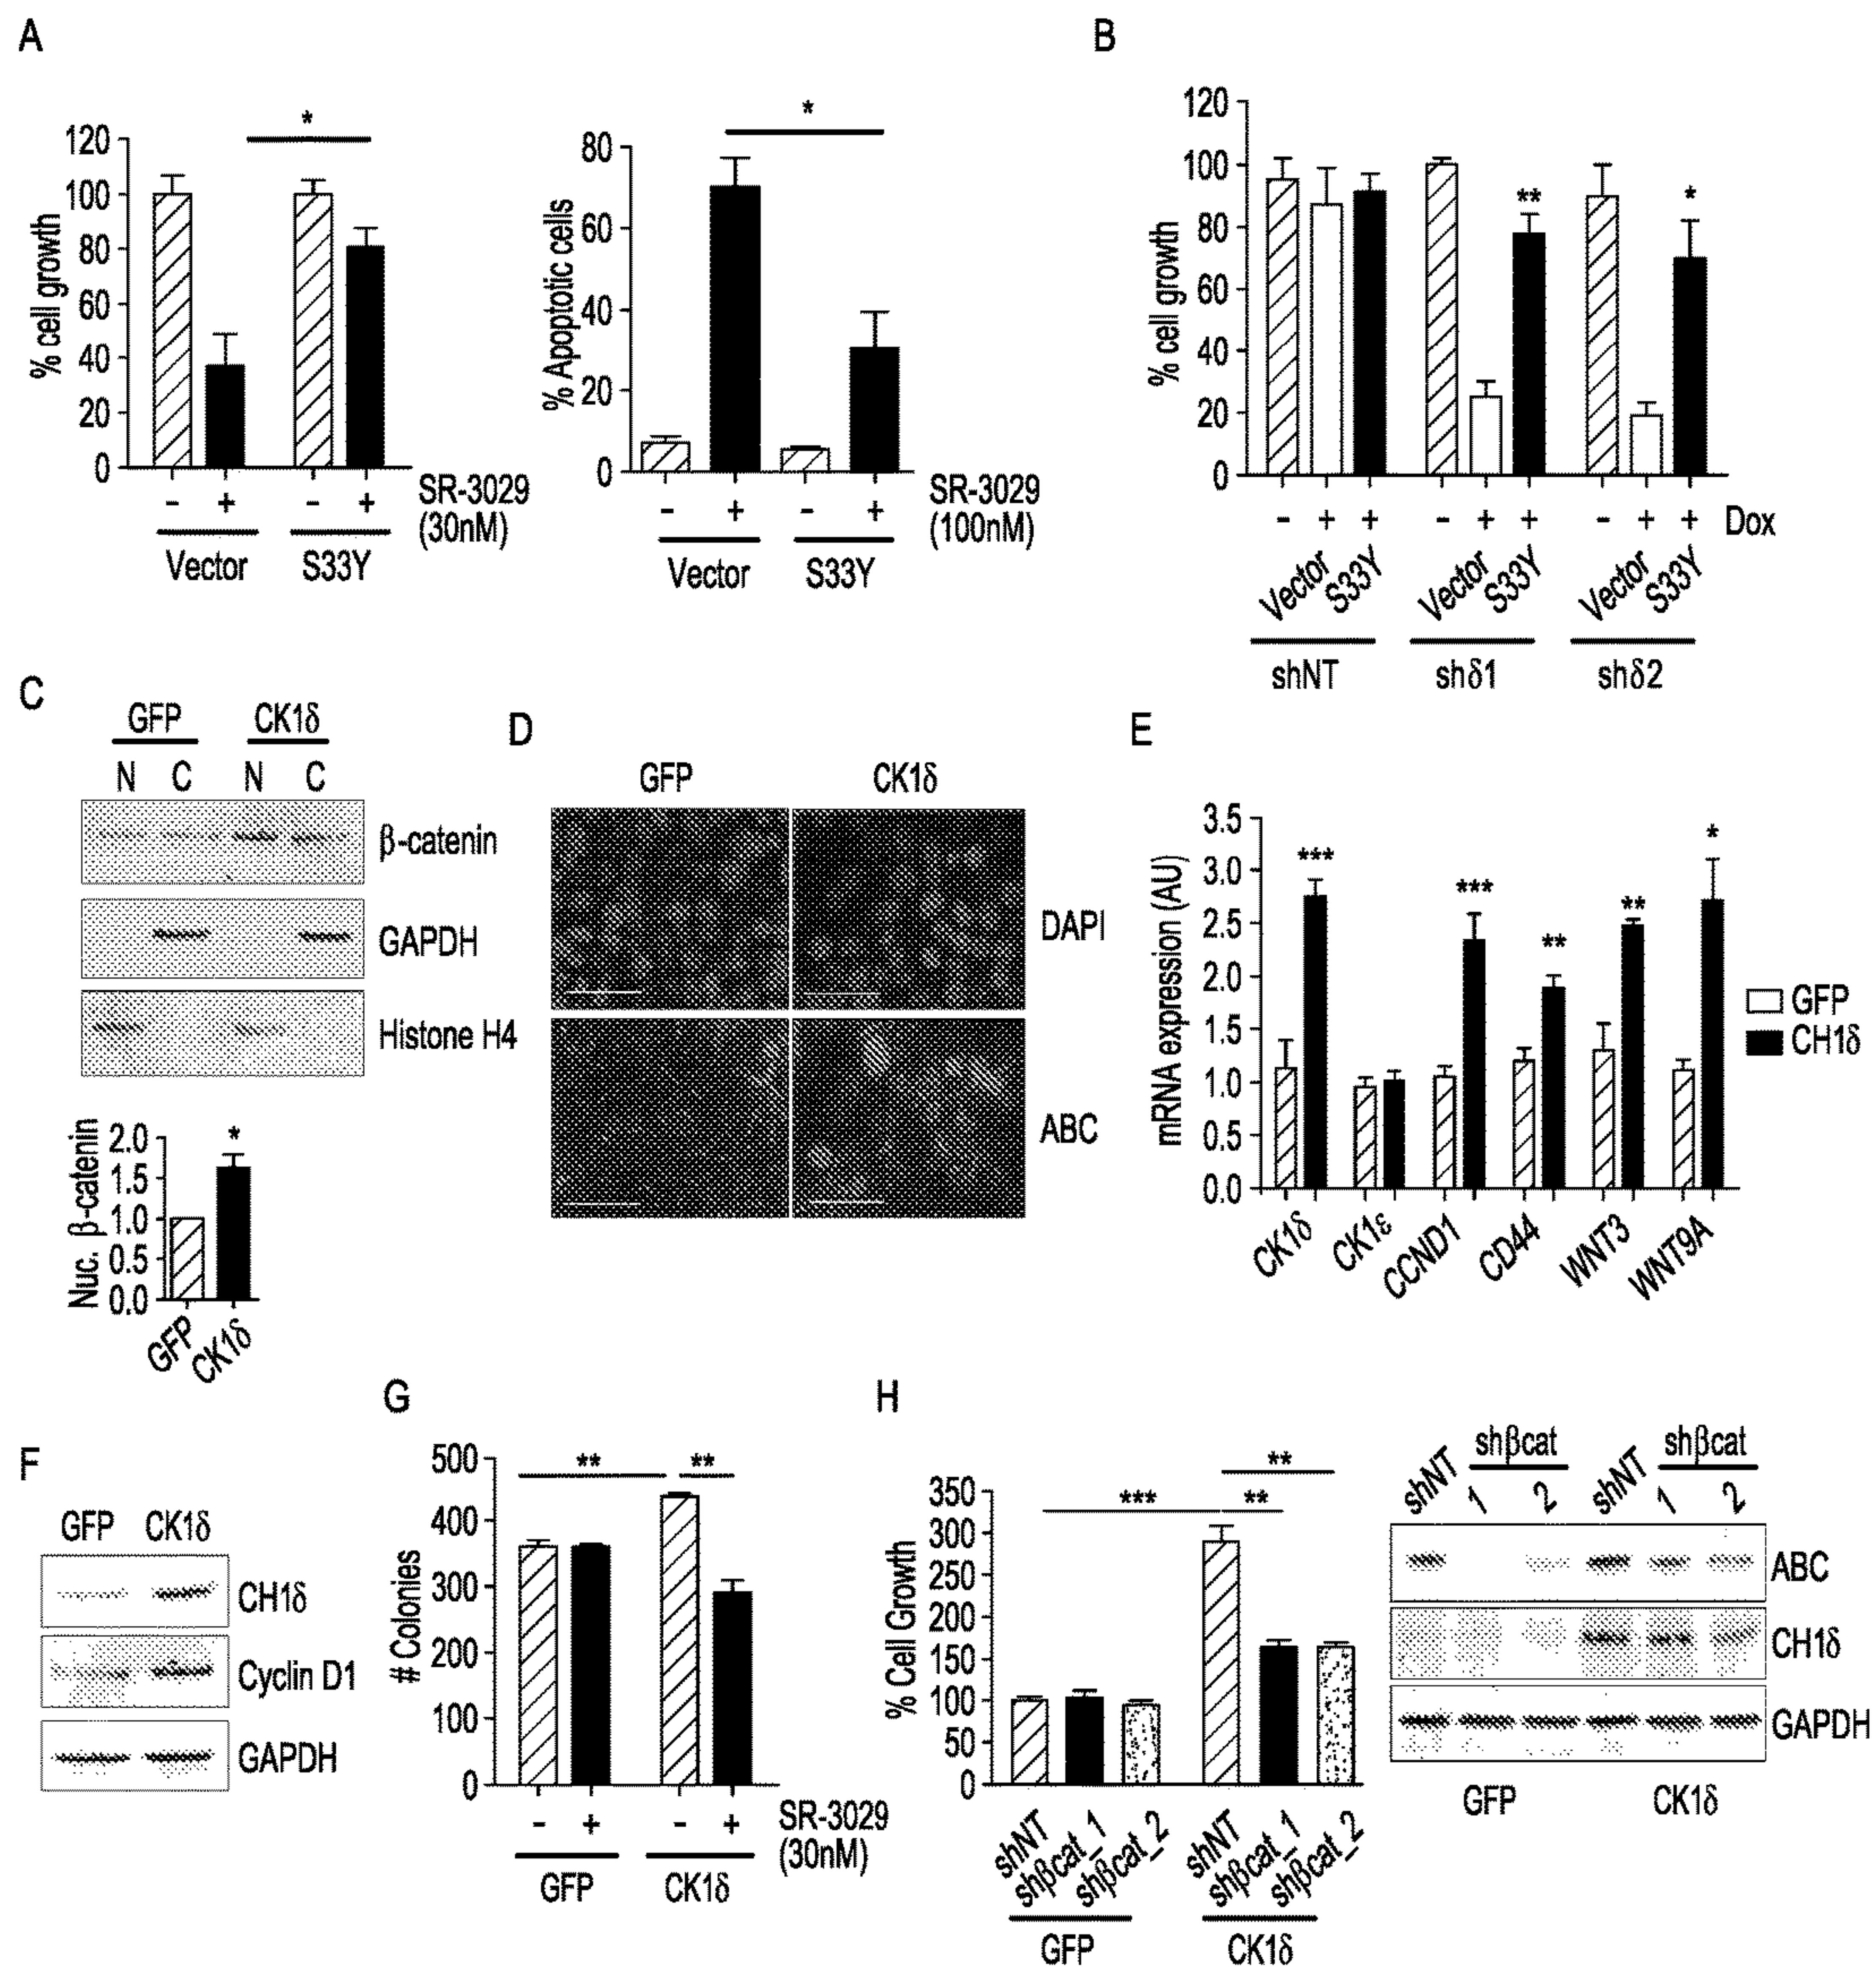 A
*
120
100
80
60
40
20
0
% cell growth
- + - +
SR-3029
(30nM)
Vector S33Y
*
80
60
40
20
0
% Apoptotic cells
- + - +
SR-3029
(100nM)
Vector S33Y
B
120
100
80
60
40
20
0
% cell growth
** *
- + + - + + - + + Dox
Vector S33Y Vector S33Y Vector S33Y
shNT shδ1 shδ2
C
GFP CK1δ
N C N C
β-catenin
GAPDH
Histone H4
2.0
1.5
1.0
0.5
0.0
Nuc. β-catenin
*
GFP CK1δ
D
GFP CK1δ
DAPI
ABC
E
3.5
3.0
2.5
2.0
1.5
1.0
0.5
0.0
mRNA expression (AU)
*** *** ** ** *
GFP
CH1δ
CK1δ CK1ε CCND1 CD44 WNT3 WNT9A
F
GFP CK1δ
CH1δ
Cyclin D1
GAPDH
G
500
400
300
200
100
0
# Colonies
** **
- + - +
SR-3029
(30nM)
GFP CK1δ
H
350
300
250
200
150
100
50
0
% Cell Growth
**
*** **
shNT shβcat_1 shβcat_2 shNT shβcat_1 shβcat_2
GFP CK1δ
shβcat shβcat
shNT 1 2 shNT 1 2
ABC
CH1δ
GAPDH
GFP CK1δ